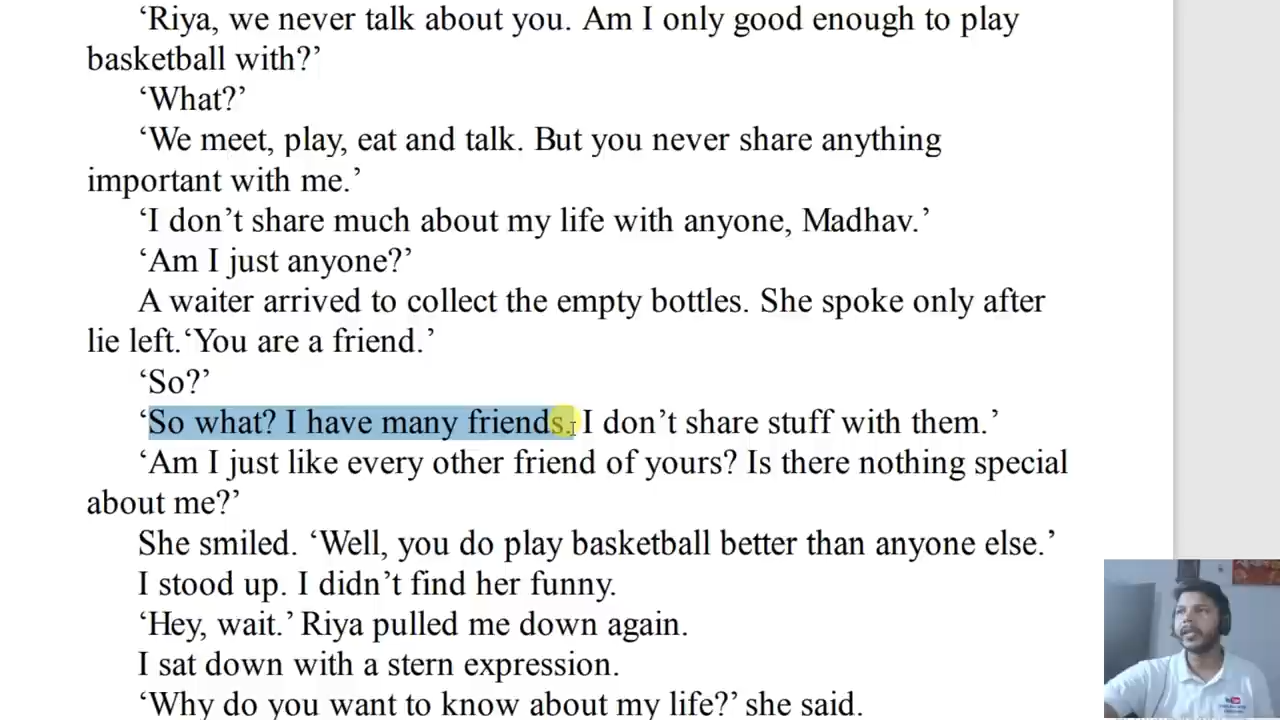 ‘Riya, we never talk about you. Am I only good enough to play
basketball with?’
‘What?’
‘We meet, play, eat and talk. But you never share anything
important with me.’
‘I don’t share much about my life with anyone, Madhav.’
‘Am I just anyone?’
A waiter arrived to collect the empty bottles. She spoke only after
lie left.‘You are a friend.’
‘So?’
‘So what? I have many friends. I don’t share stuff with them.’
‘Am I just like every other friend of yours? Is there nothing special
about me?’
She smiled. ‘Well, you do play basketball better than anyone else.’
I stood up. I didn’t find her funny.
‘Hey, wait.’ Riya pulled me down again.
I sat down with a stern expression.
‘Why do you want to know about my life?’ she said.